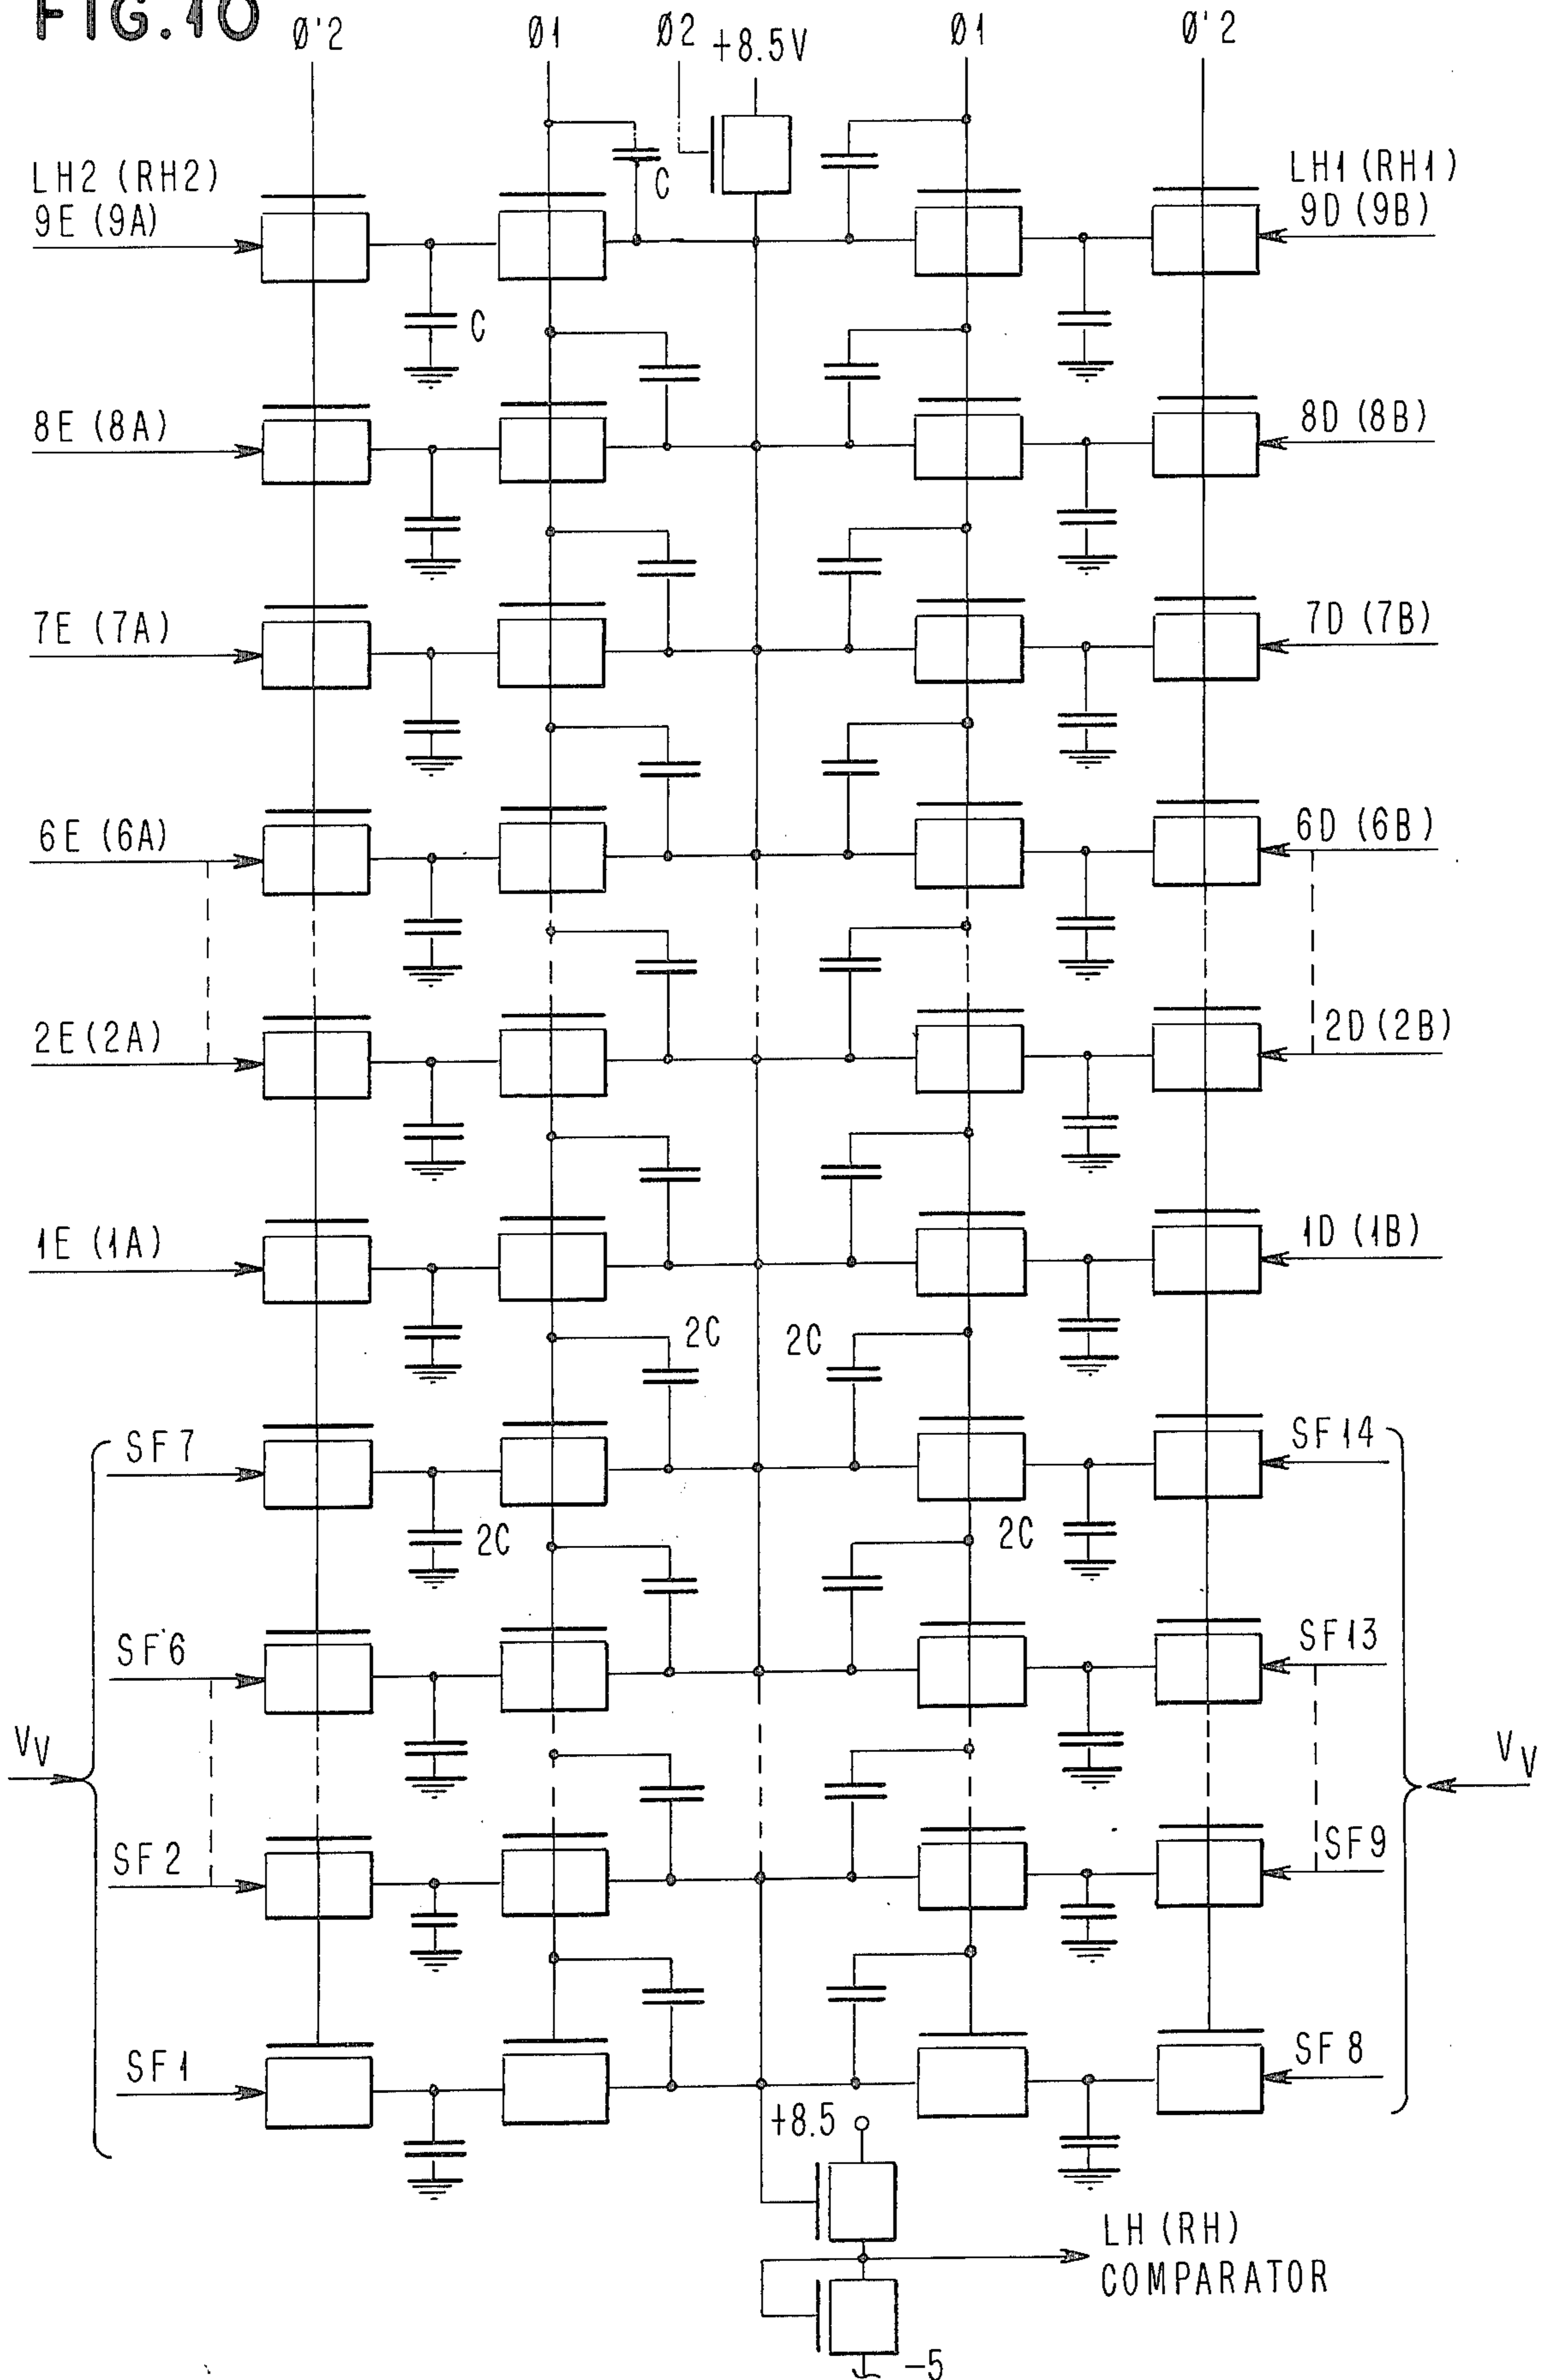 FIG.10
Ø'2 Ø1 Ø2 +8.5V Ø1 Ø'2
LH2 (RH2) C LH1 (RH1)
9E (9A) 9D (9B)
C
8E (8A) 8D (8B)
7E (7A) 7D (7B)
6E (6A) 6D (6B)
2E (2A) 2D (2B)
1E (1A) 1D (1B)
2C 2C
SF7 SF14
2C 2C
SF6 SF13
VV VV
SF2 SF9
SF1 SF8
+8.5
LH (RH)
COMPARATOR
-5